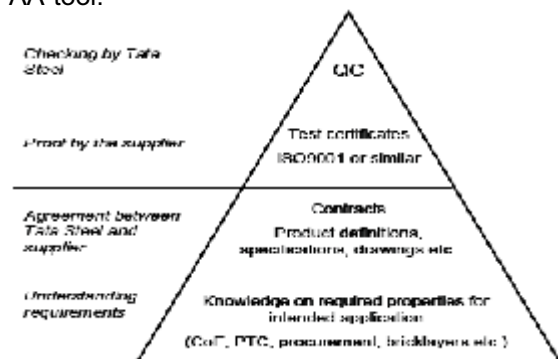 AA-tool.
Checking by Tata
Steel
QC
Proof by the supplier
Test certificates
ISO9001 or similar
Agreement between
Tata Steel and
supplier
Contracts
Product definitions,
specifications, drawings etc
Understanding
requirements
Knowledge on required properties for
intended application
(CoE, PTC, procurement, bricklayers etc.)